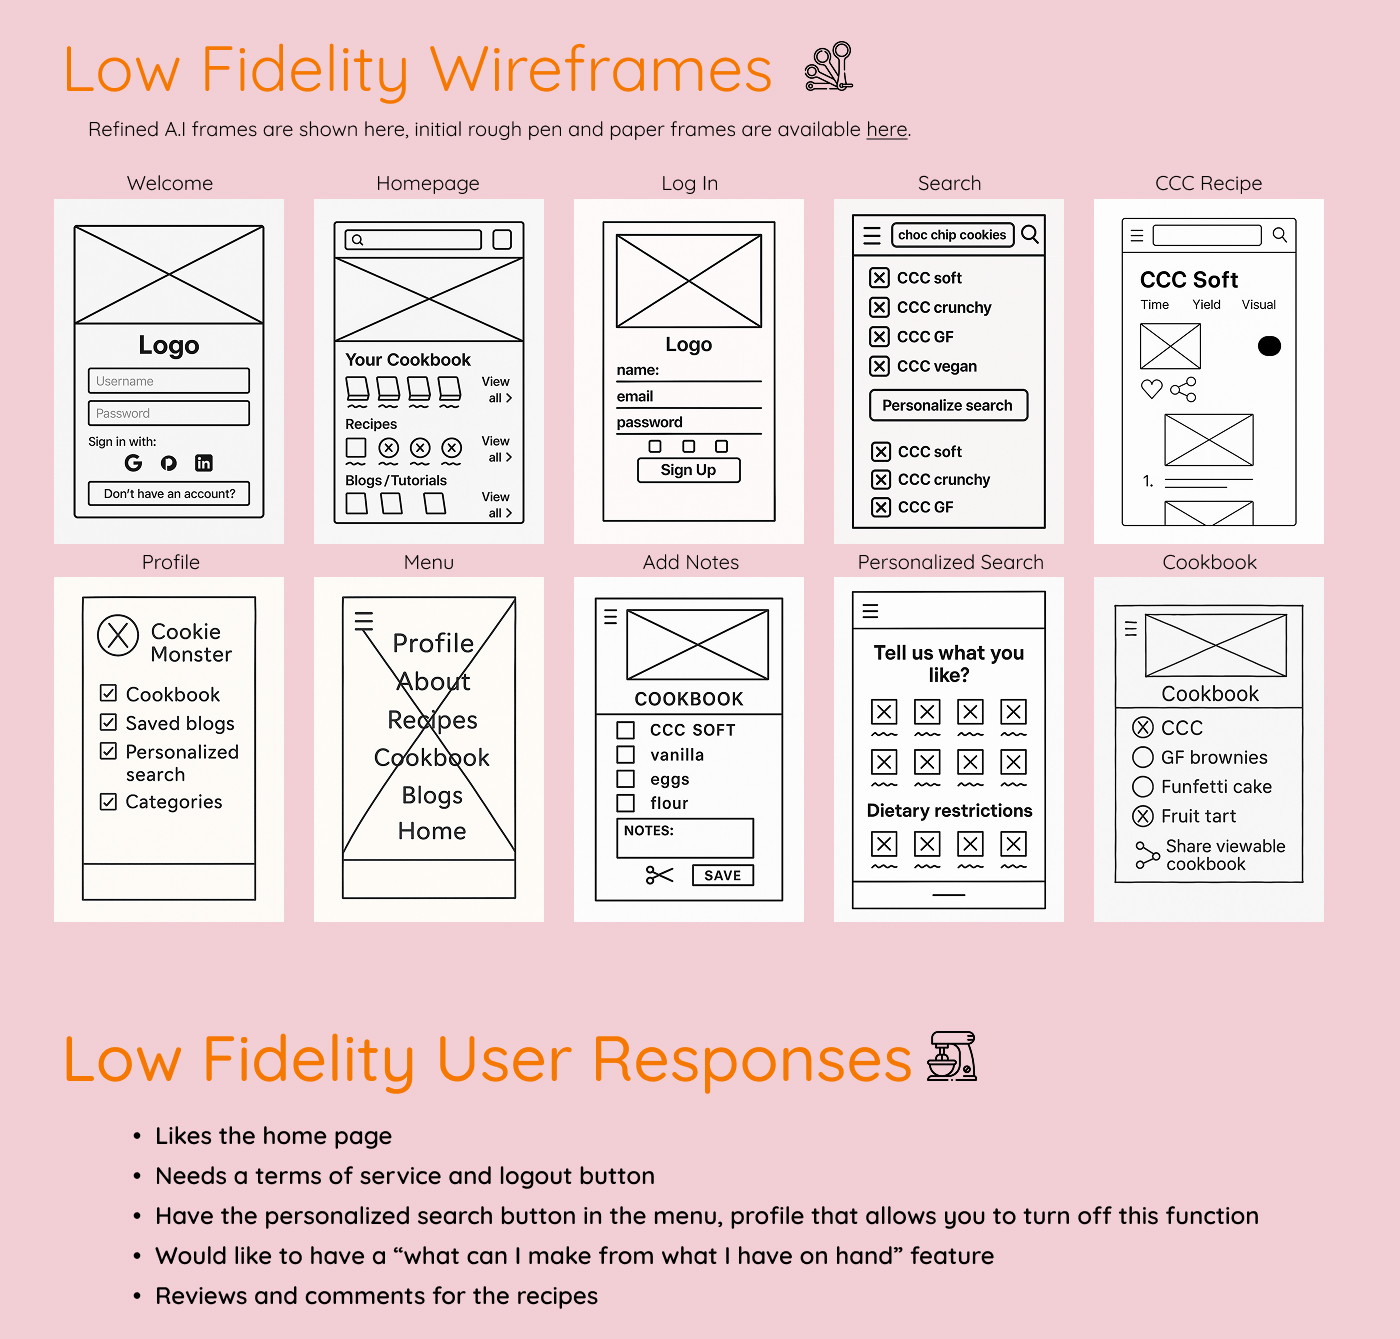 Low Fidelity Wireframes
Refined A.I frames are shown here, initial rough pen and paper frames are available here.
Welcome
Logo
Username
Password
Sign in with:
G P in
Don't have an account?
Homepage
Your Cookbook
View
all >
Recipes
View
all >
Blogs/Tutorials
View
all >
Log In
Logo
name:
email
password
Sign Up
Search
choc chip cookies
CCC soft
CCC crunchy
CCC GF
CCC vegan
Personalize search
CCC soft
CCC crunchy
CCC GF
CCC Recipe
CCC Soft
Time Yield Visual
1.
Profile
Cookie
Monster
Cookbook
Saved blogs
Personalized
search
Categories
Menu
Profile
About
Recipes
Cookbook
Blogs
Home
Add Notes
COOKBOOK
CCC SOFT
vanilla
eggs
flour
NOTES:
SAVE
Personalized Search
Tell us what you
like?
Dietary restrictions
Cookbook
Cookbook
CCC
GF brownies
Funfetti cake
Fruit tart
Share viewable
cookbook
Low Fidelity User Responses
• Likes the home page
• Needs a terms of service and logout button
• Have the personalized search button in the menu, profile that allows you to turn off this function
• Would like to have a “what can I make from what I have on hand” feature
• Reviews and comments for the recipes